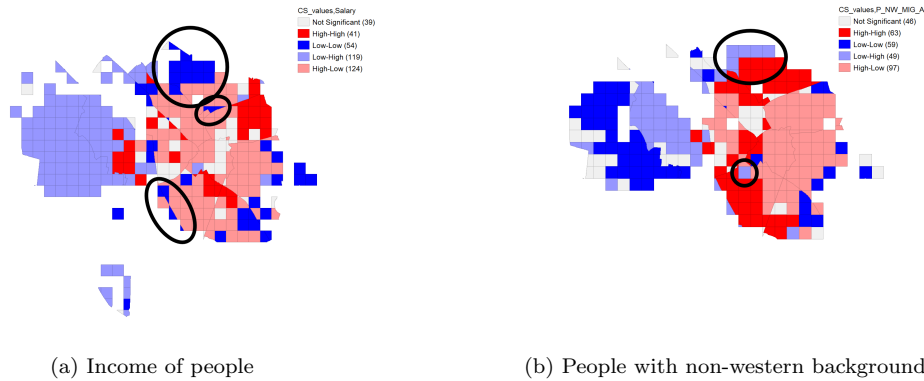 CS_values,Salary
Not Significant (39)
High-High (41)
Low-Low (54)
Low-High (119)
High-Low (124)
CS_values,P_NW_MIG_A
Not Significant (46)
High-High (63)
Low-Low (59)
Low-High (49)
High-Low (97)
(a) Income of people
(b) People with non-western background